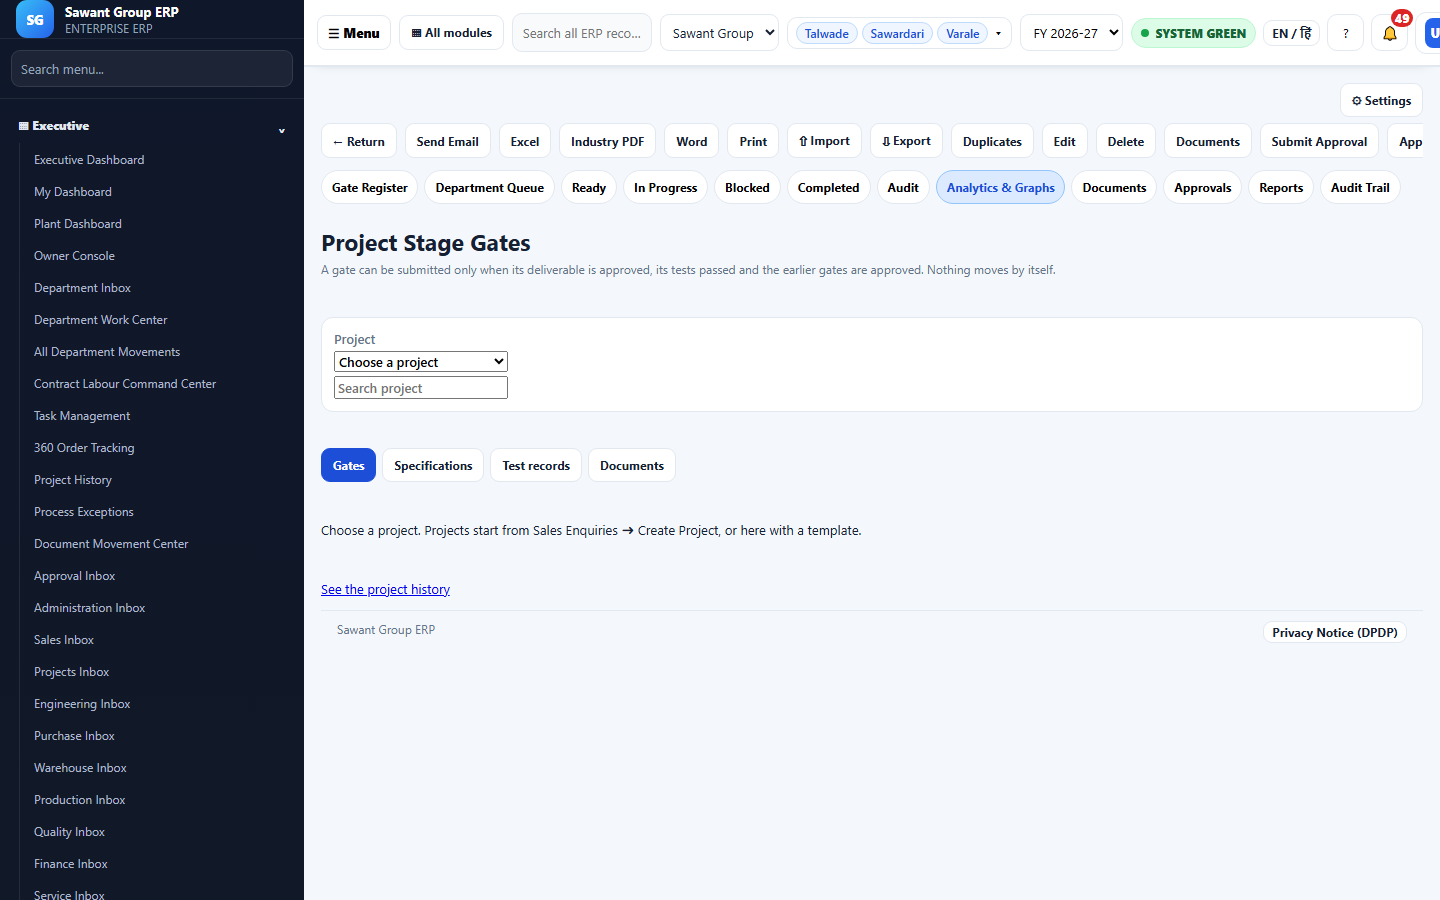 SG
Sawant Group ERP
ENTERPRISE ERP
Search menu...
Executive
Executive Dashboard
My Dashboard
Plant Dashboard
Owner Console
Department Inbox
Department Work Center
All Department Movements
Contract Labour Command Center
Task Management
360 Order Tracking
Project History
Process Exceptions
Document Movement Center
Approval Inbox
Administration Inbox
Sales Inbox
Projects Inbox
Engineering Inbox
Purchase Inbox
Warehouse Inbox
Production Inbox
Quality Inbox
Finance Inbox
Service Inbox
☰ Menu
All modules
Search all ERP reco...
Sawant Group
Talwade
Sawardari
Varale
FY 2026-27
SYSTEM GREEN
EN / हिं
?
49
U
⚙ Settings
← Return
Send Email
Excel
Industry PDF
Word
Print
⇧ Import
⇩ Export
Duplicates
Edit
Delete
Documents
Submit Approval
App
Gate Register
Department Queue
Ready
In Progress
Blocked
Completed
Audit
Analytics & Graphs
Documents
Approvals
Reports
Audit Trail
Project Stage Gates
A gate can be submitted only when its deliverable is approved, its tests passed and the earlier gates are approved. Nothing moves by itself.
Project
Choose a project
Search project
Gates
Specifications
Test records
Documents
Choose a project. Projects start from Sales Enquiries → Create Project, or here with a template.
See the project history
Sawant Group ERP
Privacy Notice (DPDP)